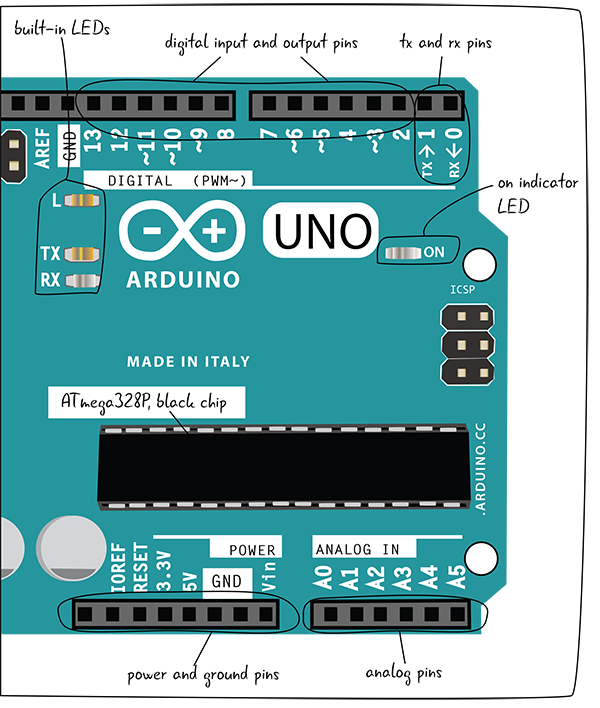 built-in LEDs
digital input and output pins
tx and rx pins
AREF
GND
13
12
~11
~10
~9
8
7
~6
~5
4
~3
2
TX→ 1
RX← 0
DIGITAL (PWM~)
on indicator
LED
L
TX
RX
UNO
ARDUINO
ON
ICSP
MADE IN ITALY
ATmega328P, black chip
.ARDUINO.CC
POWER
ANALOG IN
IOREF
RESET
3.3V
5V
GND
Vin
A0
A1
A2
A3
A4
A5
power and ground pins
analog pins